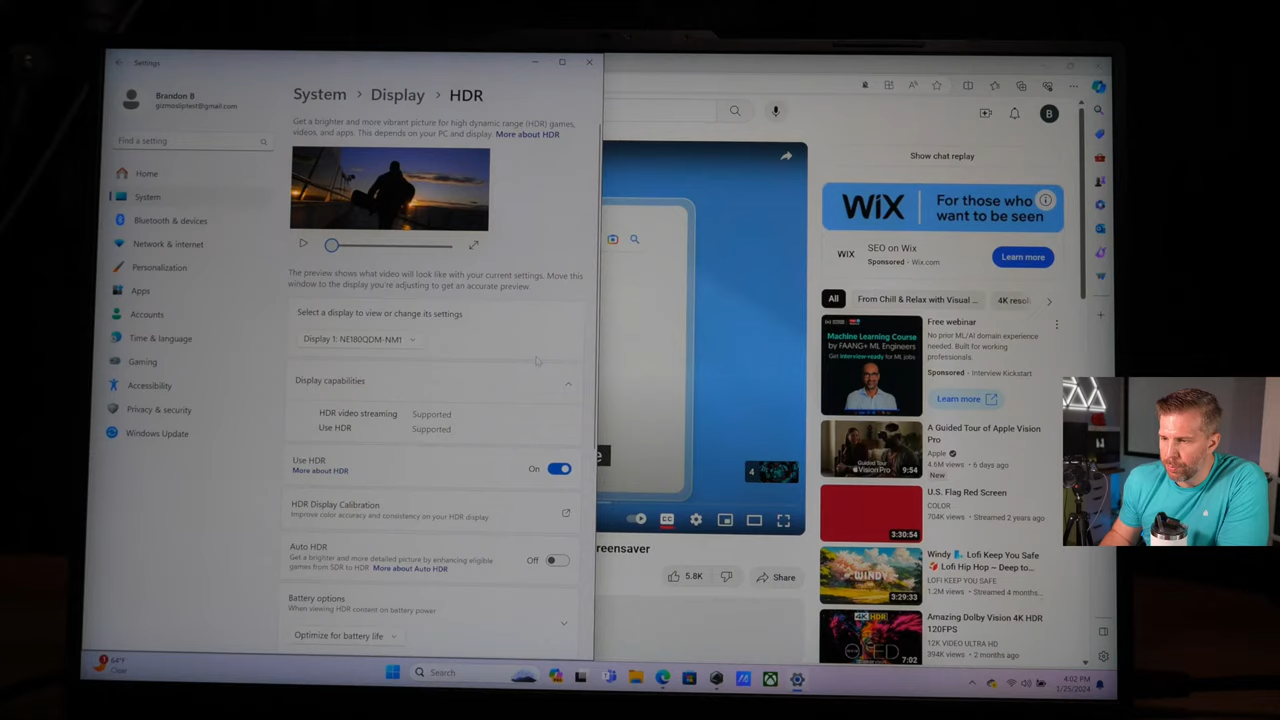 Settings
Brandon B
gizmosliptest@gmail.com
Find a setting
Home
System
Bluetooth & devices
Network & internet
Personalization
Apps
Accounts
Time & language
Gaming
Accessibility
Privacy & security
Windows Update
System > Display > HDR
Get a brighter and more vibrant picture for high dynamic range (HDR) games,
videos, and apps. This depends on your PC and display. More about HDR
The preview shows what video will look like with your current settings. Move this
window to the display you're adjusting to get an accurate preview.
Select a display to view or change its settings
Display 1: NE180QDM-NM1
Display capabilities
HDR video streaming Supported
Use HDR Supported
Use HDR
More about HDR
On
HDR Display Calibration
Improve color accuracy and consistency on your HDR display
Auto HDR
Get a brighter and more detailed picture by enhancing eligible
games from SDR to HDR. More about Auto HDR
Off
Battery options
When viewing HDR content on battery power
Optimize for battery life
4
CC
reensaver
5.8K
Share
B
Show chat replay
WiX
For those who
want to be seen
WIX
SEO on Wix
Sponsored • Wix.com
Learn more
All
From Chill & Relax with Visual ...
4K resol
Machine Learning Course
by FAANG+ ML Engineers
Get Interview-ready for ML jobs
Free webinar
No prior ML/AI domain experience
needed. Built for working
professionals.
Sponsored • Interview Kickstart
Learn more
9:54
A Guided Tour of Apple Vision
Pro
Apple
4.6M views • 6 days ago
New
3:30:54
U.S. Flag Red Screen
COLOR
704K views • Streamed 2 years ago
WINDY
3:29:33
Windy Lofi Keep You Safe
Lofi Hip Hop ~ Deep to...
LOFI KEEP YOU SAFE
1.2M views • Streamed 4 months...
4K HDR
7:02
Amazing Dolby Vision 4K HDR
120FPS
12K VIDEO ULTRA HD
394K views • 2 months ago
64°F
Clear
Search
4:02 PM
1/25/2024